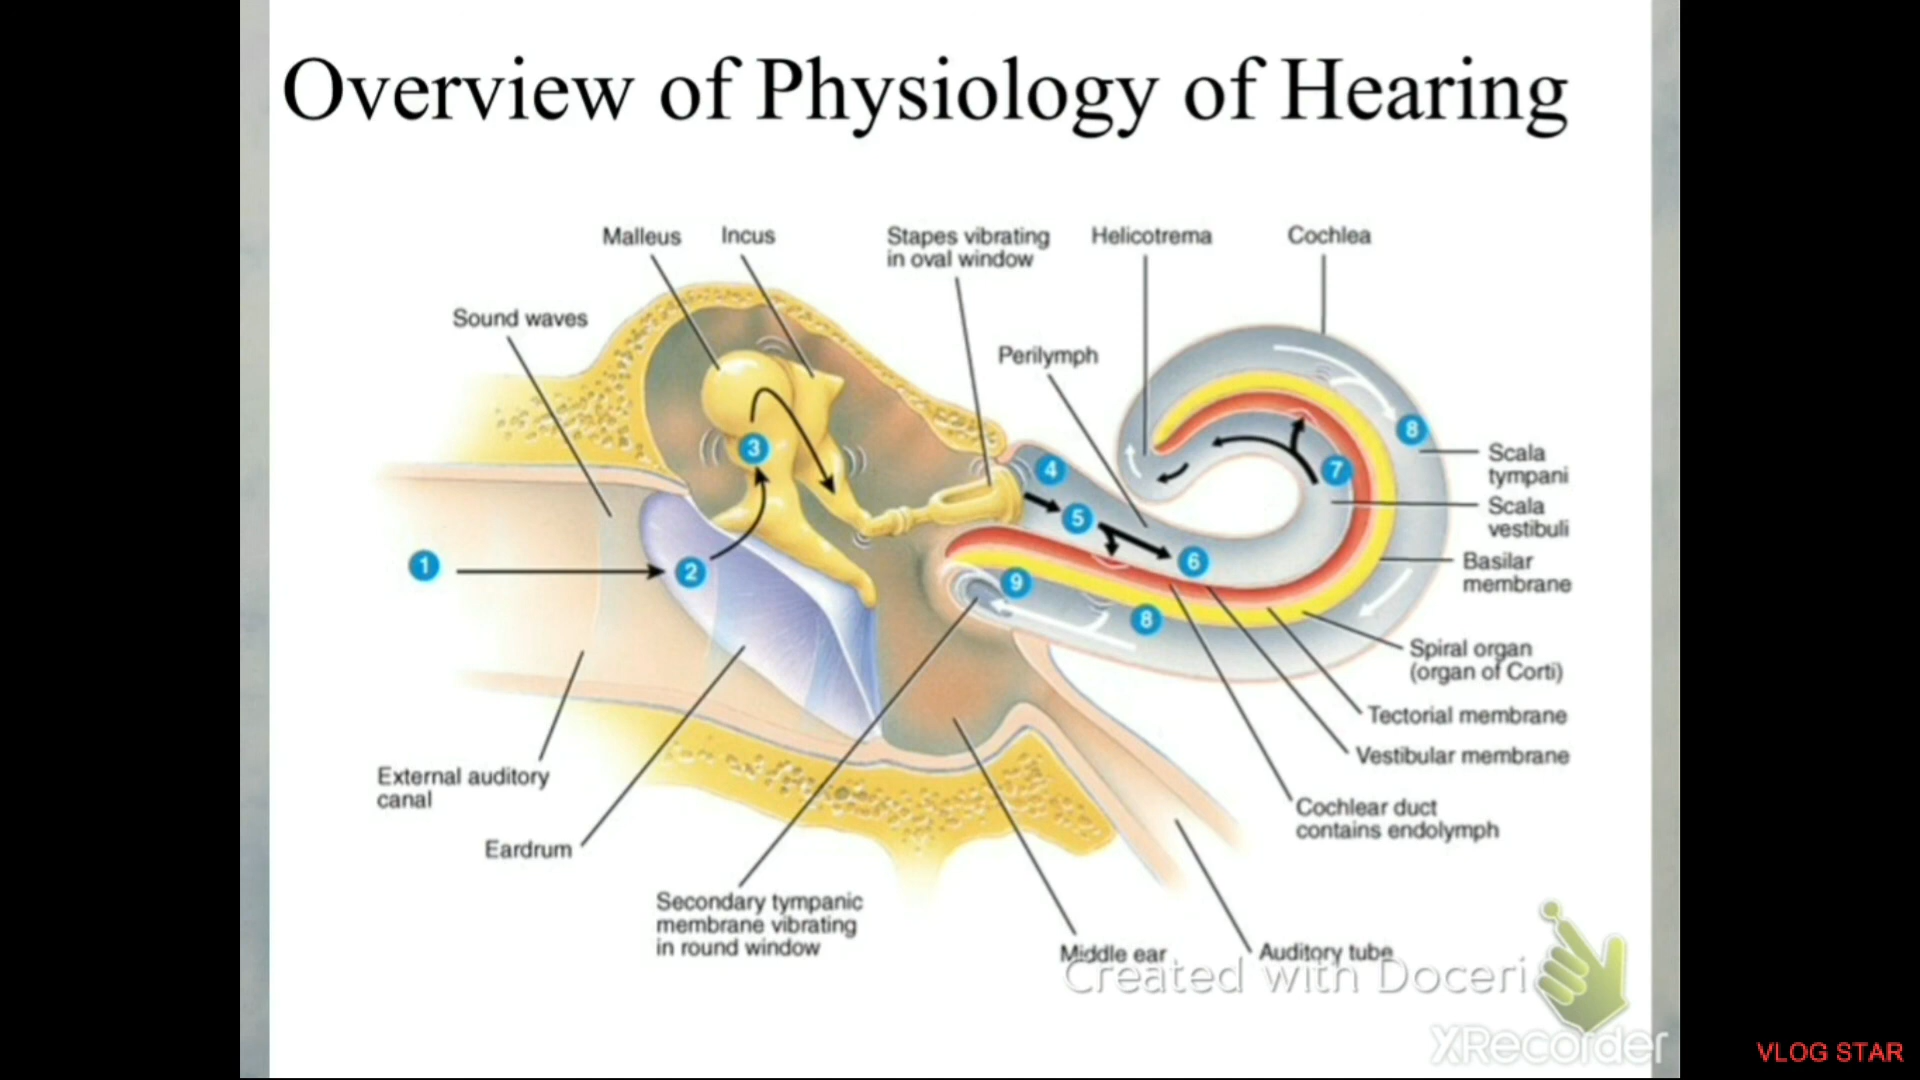 Overview of Physiology of Hearing
Malleus
Incus
Stapes vibrating
in oval window
Helicotrema
Cochlea
Sound waves
Perilymph
3
8
4
7
Scala
tympani
5
Scala
vestibuli
1
2
6
Basilar
membrane
9
8
Spiral organ
(organ of Corti)
Tectorial membrane
Vestibular membrane
External auditory
canal
Cochlear duct
contains endolymph
Eardrum
Secondary tympanic
membrane vibrating
in round window
Middle ear
Auditory tube
Created with Doceri
XRecorder
VLOG STAR